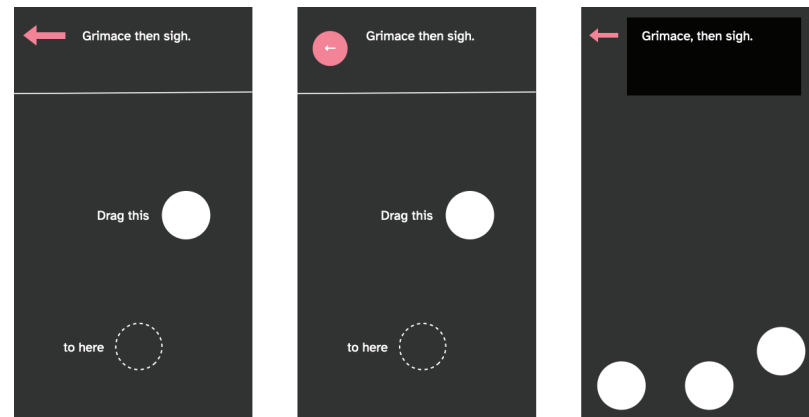 Grimace then sigh.
Drag this
to here
Grimace then sigh.
Drag this
to here
Grimace, then sigh.